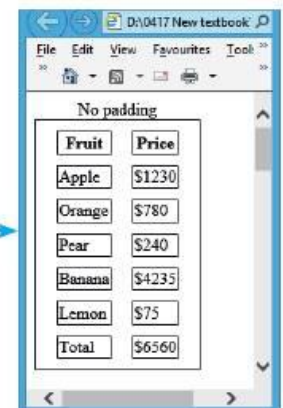 D:\0417 New textbook
File Edit View Favourites Tools »
»
No padding
Fruit Price
Apple $1230
Orange $780
Pear $240
Banana $4235
Lemon $75
Total $6560